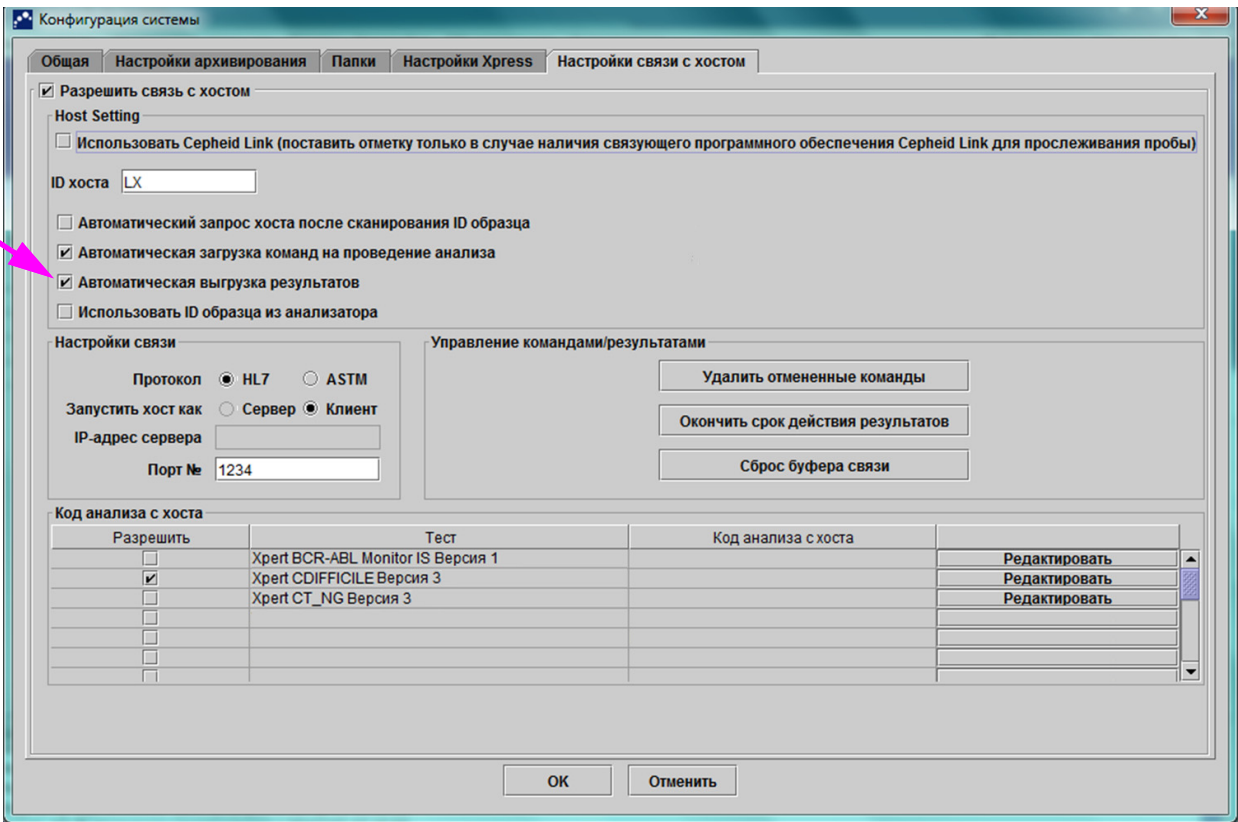 Конфигурация системы
Общая Настройки архивирования Папки Настройки Xpress Настройки связи с хостом
Разрешить связь с хостом
Host Setting
Использовать Cepheid Link (поставить отметку только в случае наличия связующего программного обеспечения Cepheid Link для прослеживания пробы)
ID хоста LX
Автоматический запрос хоста после сканирования ID образца
Автоматическая загрузка команд на проведение анализа
Автоматическая выгрузка результатов
Использовать ID образца из анализатора
Настройки связи
Протокол HL7 ASTM
Запустить хост как Сервер Клиент
IP-адрес сервера
Порт № 1234
Управление командами/результатами
Удалить отмененные команды
Окончить срок действия результатов
Сброс буфера связи
Код анализа с хоста
Разрешить Тест Код анализа с хоста
Xpert BCR-ABL Monitor IS Версия 1 Редактировать
Xpert CDIFFICILE Версия 3 Редактировать
Xpert CT_NG Версия 3 Редактировать
OK Отменить